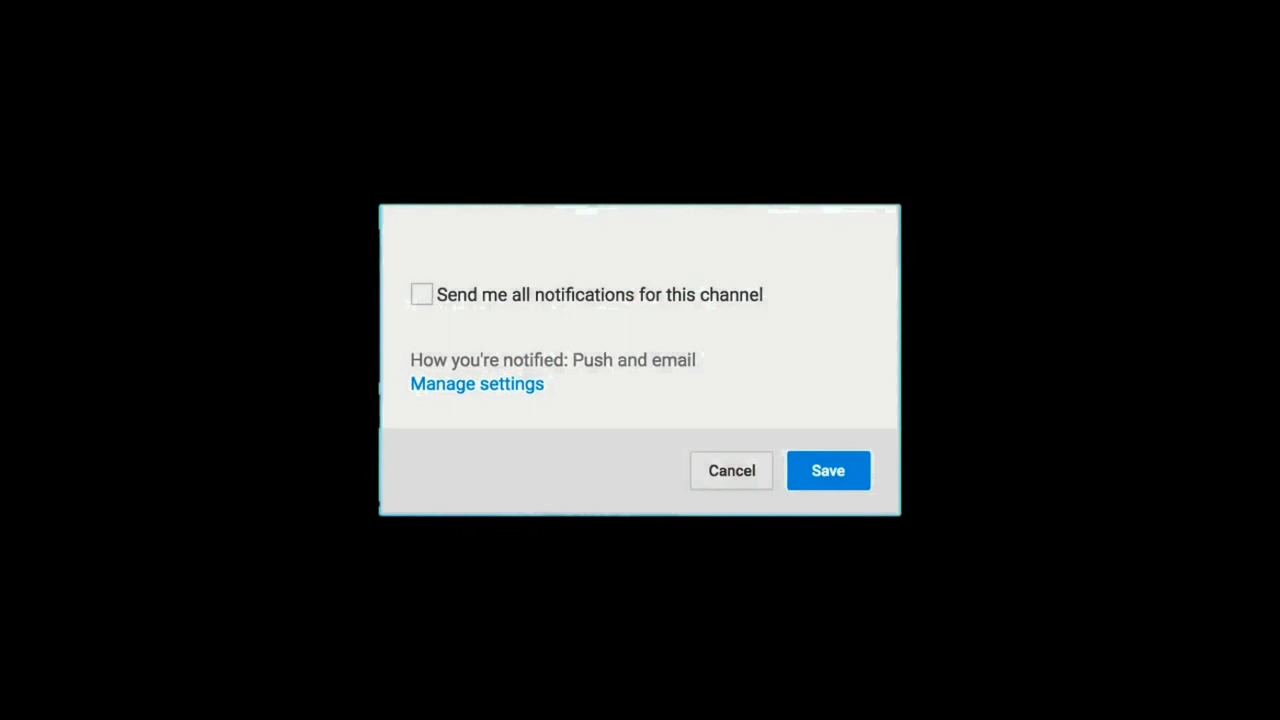 Send me all notifications for this channel
How you're notified: Push and email
Manage settings
Cancel Save